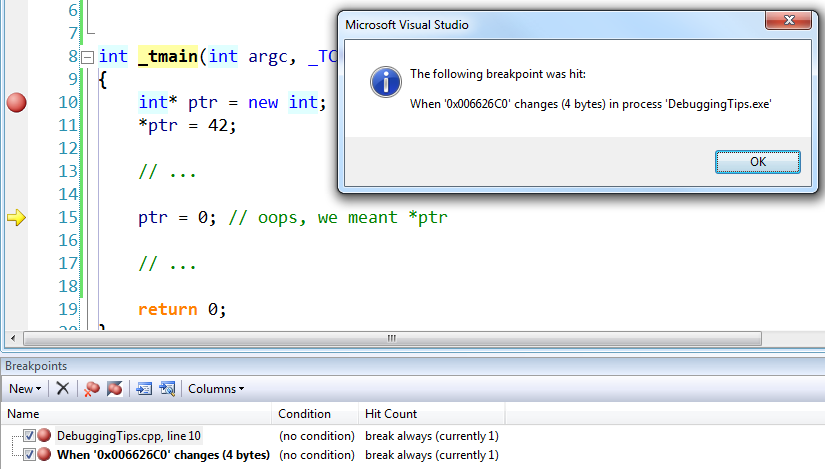 6
7
8 int _tmain(int argc, _TC
9 {
10 int* ptr = new int;
11 *ptr = 42;
12
13 // ...
14
15 ptr = 0; // oops, we meant *ptr
16
17 // ...
18
19 return 0;
}
Microsoft Visual Studio
The following breakpoint was hit:
When '0x006626C0' changes (4 bytes) in process 'DebuggingTips.exe'
OK
Breakpoints
New Columns
Name Condition Hit Count
DebuggingTips.cpp, line 10 (no condition) break always (currently 1)
When '0x006626C0' changes (4 bytes) (no condition) break always (currently 1)